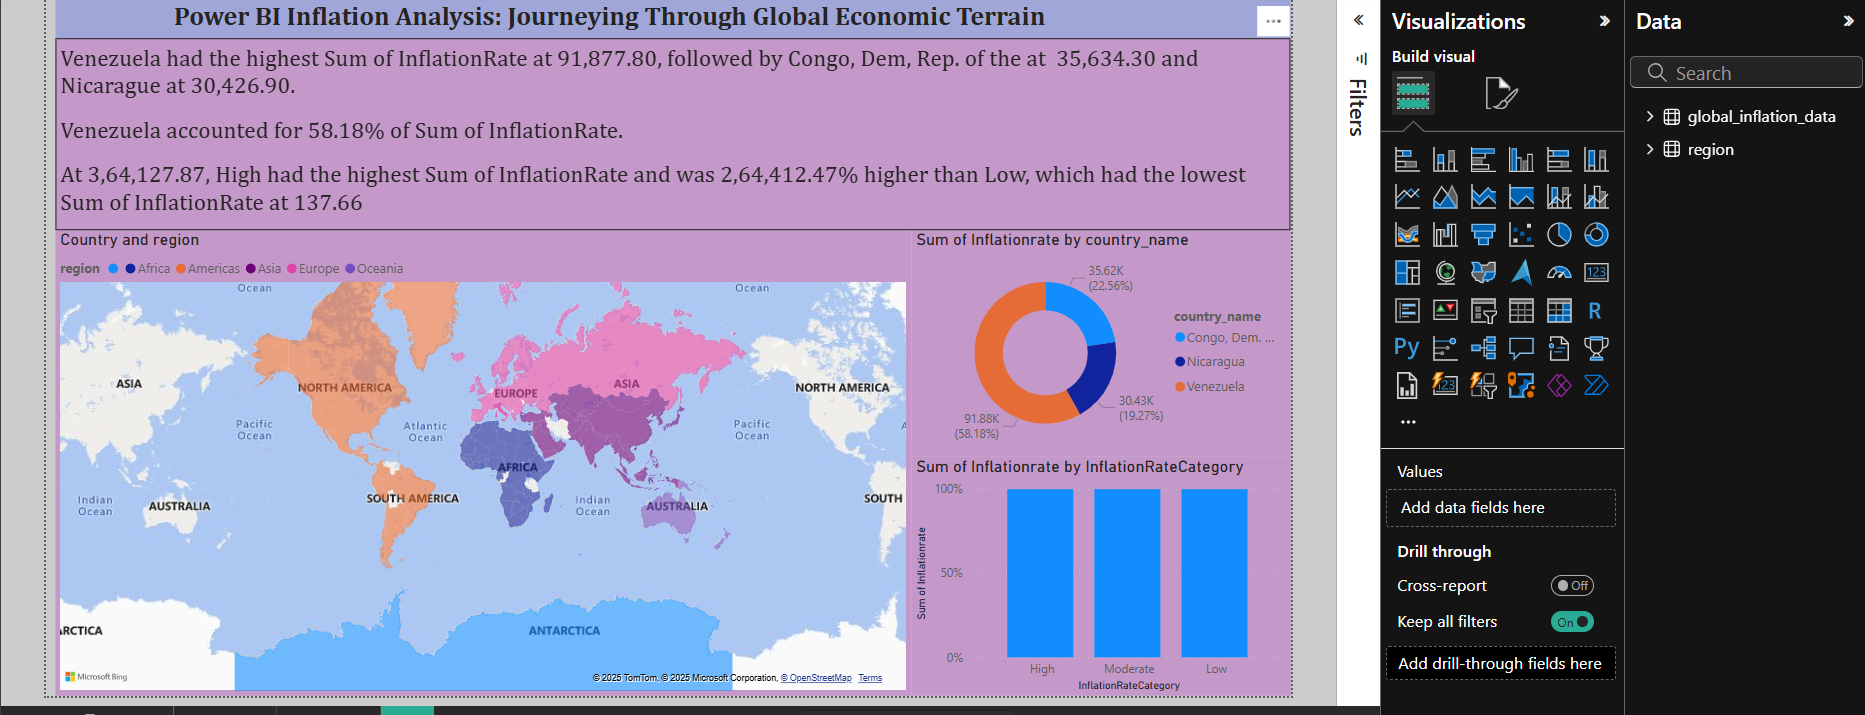 Power BI Inflation Analysis: Journeying Through Global Economic Terrain
Venezuela had the highest Sum of InflationRate at 91,877.80, followed by Congo, Dem, Rep. of the at 35,634.30 and
Nicarague at 30,426.90.
Venezuela accounted for 58.18% of Sum of InflationRate.
At 3,64,127.87, High had the highest Sum of InflationRate and was 2,64,412.47% higher than Low, which had the lowest
Sum of InflationRate at 137.66
Country and region
region Africa Americas Asia Europe Oceania
Ocean
Ocean
ASIA
NORTH AMERICA
EUROPE
ASIA
NORTH AMERICA
Pacific
Ocean
Atlantic
Ocean
Pacific
Ocean
A
AFRICA
Indian
Ocean
AUSTRALIA
SOUTH AMERICA
Indian
Ocean
AUSTRALIA
SOUTH
ARCTICA
ANTARCTICA
Microsoft Bing
© 2025 TomTom, © 2025 Microsoft Corporation, © OpenStreetMap Terms
Sum of Inflationrate by country_name
35.62K
(22.56%)
30.43K
(19.27%)
91.88K
(58.18%)
country_name
Congo, Dem. ...
Nicaragua
Venezuela
Sum of Inflationrate by InflationRateCategory
Sum of Inflationrate
100%
50%
0%
High Moderate Low
InflationRateCategory
Filters
Visualizations
Build visual
123
R
Py
123
Values
Add data fields here
Drill through
Cross-report Off
Keep all filters On
Add drill-through fields here
Data
Search
global_inflation_data
region